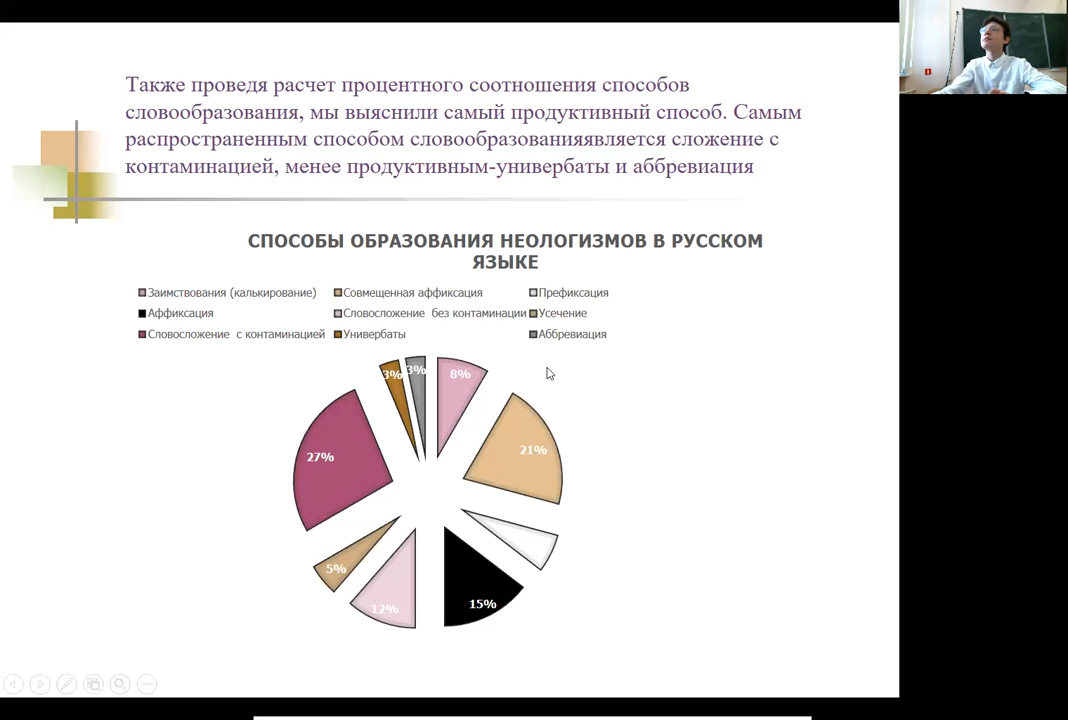 Также проведя расчет процентного соотношения способов
словообразования, мы выяснили самый продуктивный способ. Самым
распространенным способом словообразованияявляется сложение с
контаминацией, менее продуктивным-универбаты и аббревиация
СПОСОБЫ ОБРАЗОВАНИЯ НЕОЛОГИЗМОВ В РУССКОМ
ЯЗЫКЕ
Заимствования (калькирование) Совмещенная аффиксация Префиксация
Аффиксация Словосложение без контаминации Усечение
Словосложение с контаминацией Универбаты Аббревиация
3% 3% 8%
21%
27%
5%
12% 15%